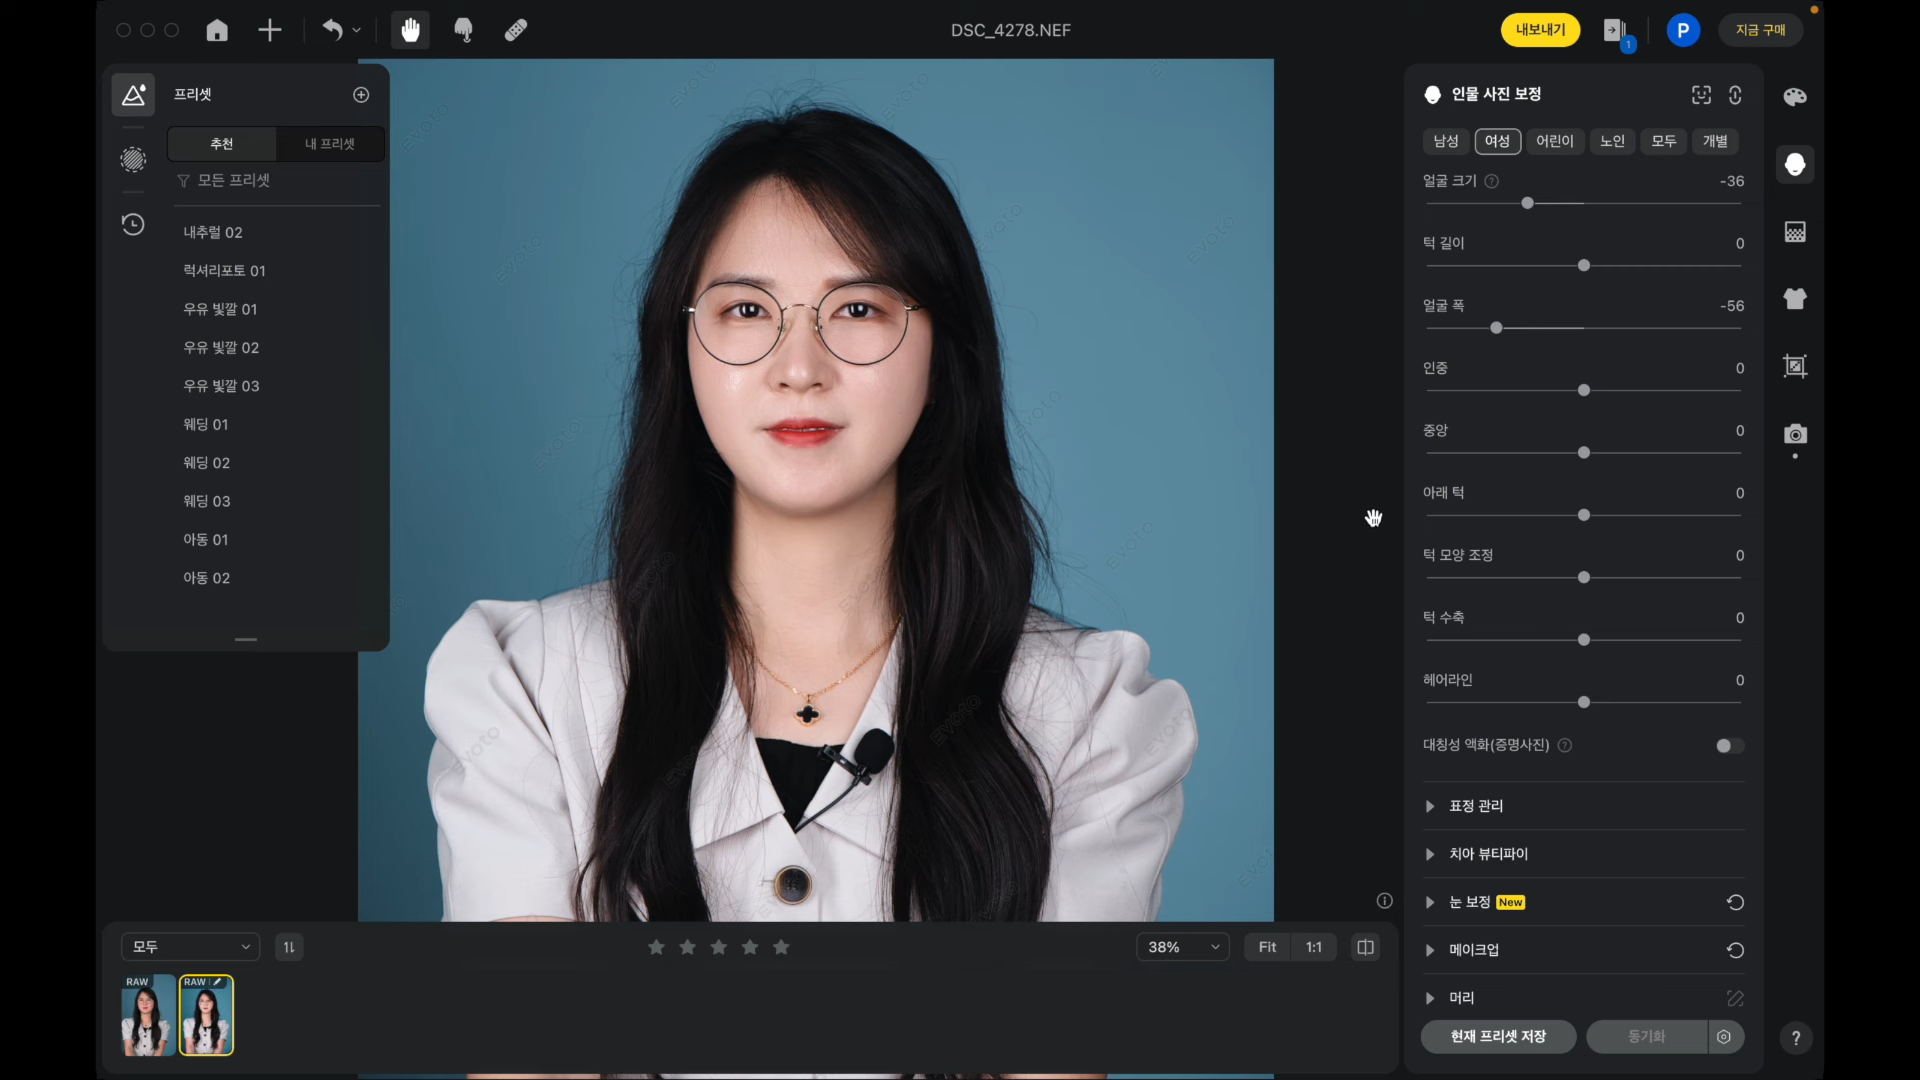 DSC_4278.NEF
내보내기
1
P
지금 구매
프리셋
추천
내 프리셋
모든 프리셋
내추럴 02
럭셔리포토 01
우유 빛깔 01
우유 빛깔 02
우유 빛깔 03
웨딩 01
웨딩 02
웨딩 03
아동 01
아동 02
evoto
인물 사진 보정
남성
여성
어린이
노인
모두
개별
얼굴 크기 ? -36
턱 길이 0
얼굴 폭 -56
인중 0
중앙 0
아래 턱 0
턱 모양 조정 0
턱 수축 0
헤어라인 0
대칭성 액화(증명사진) ?
표정 관리
치아 뷰티파이
눈 보정 New
메이크업
머리
현재 프리셋 저장
동기화
?
모두
38%
Fit
1:1
RAW
RAW